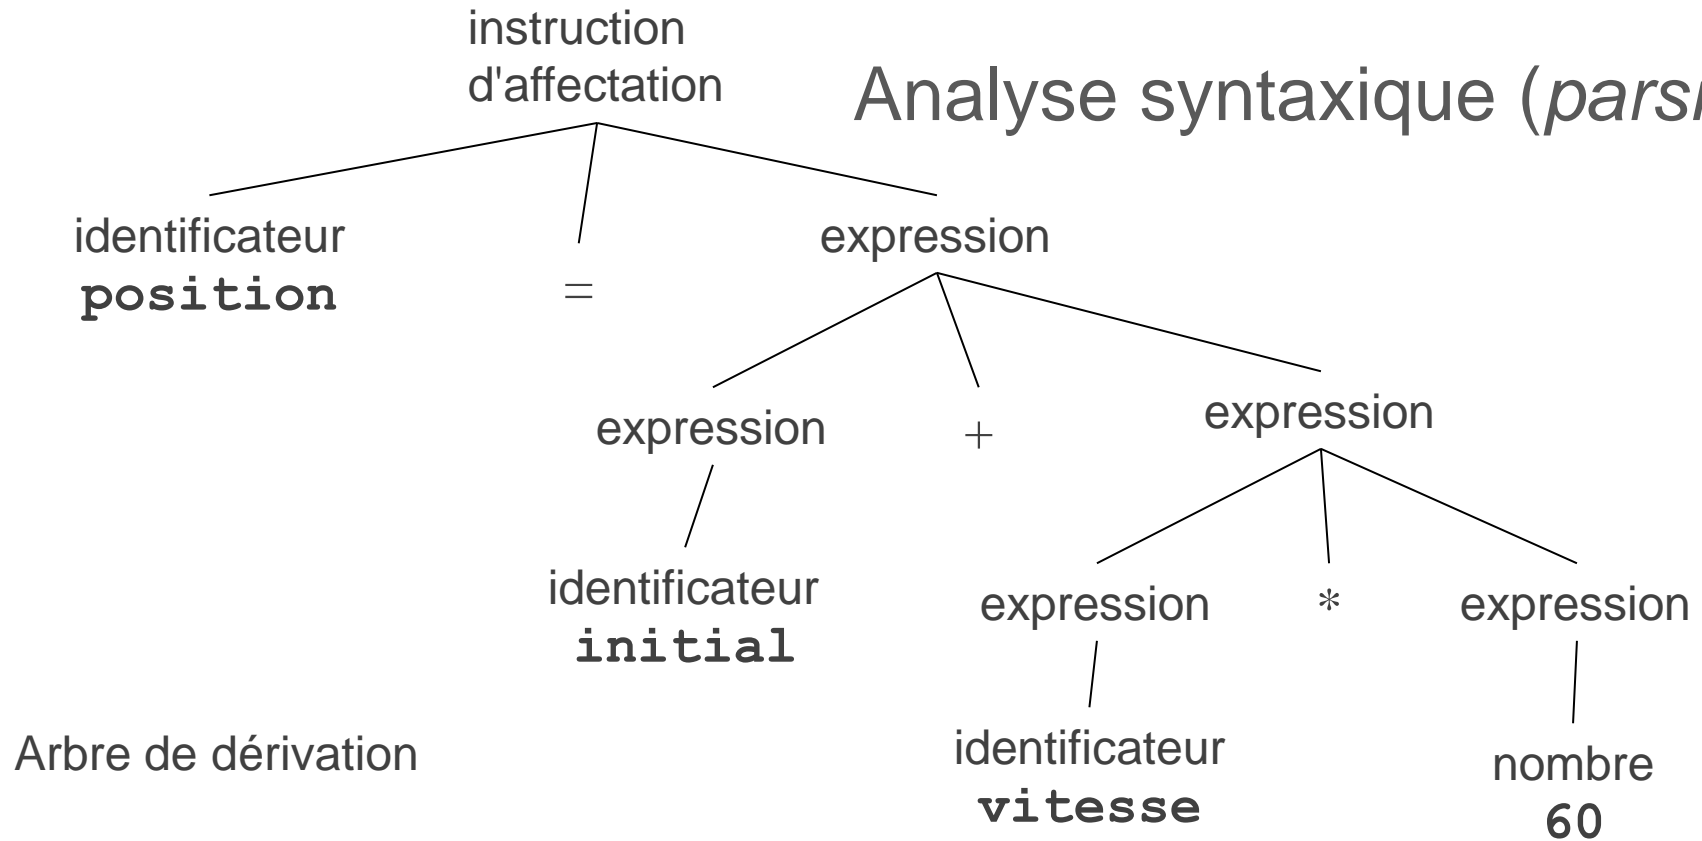 instruction
d'affectation
Analyse syntaxique (
identificateur
position
=
expression
expression
+
expression
identificateur
initial
expression
*
expression
Arbre de dérivation
identificateur
vitesse
nombre
60